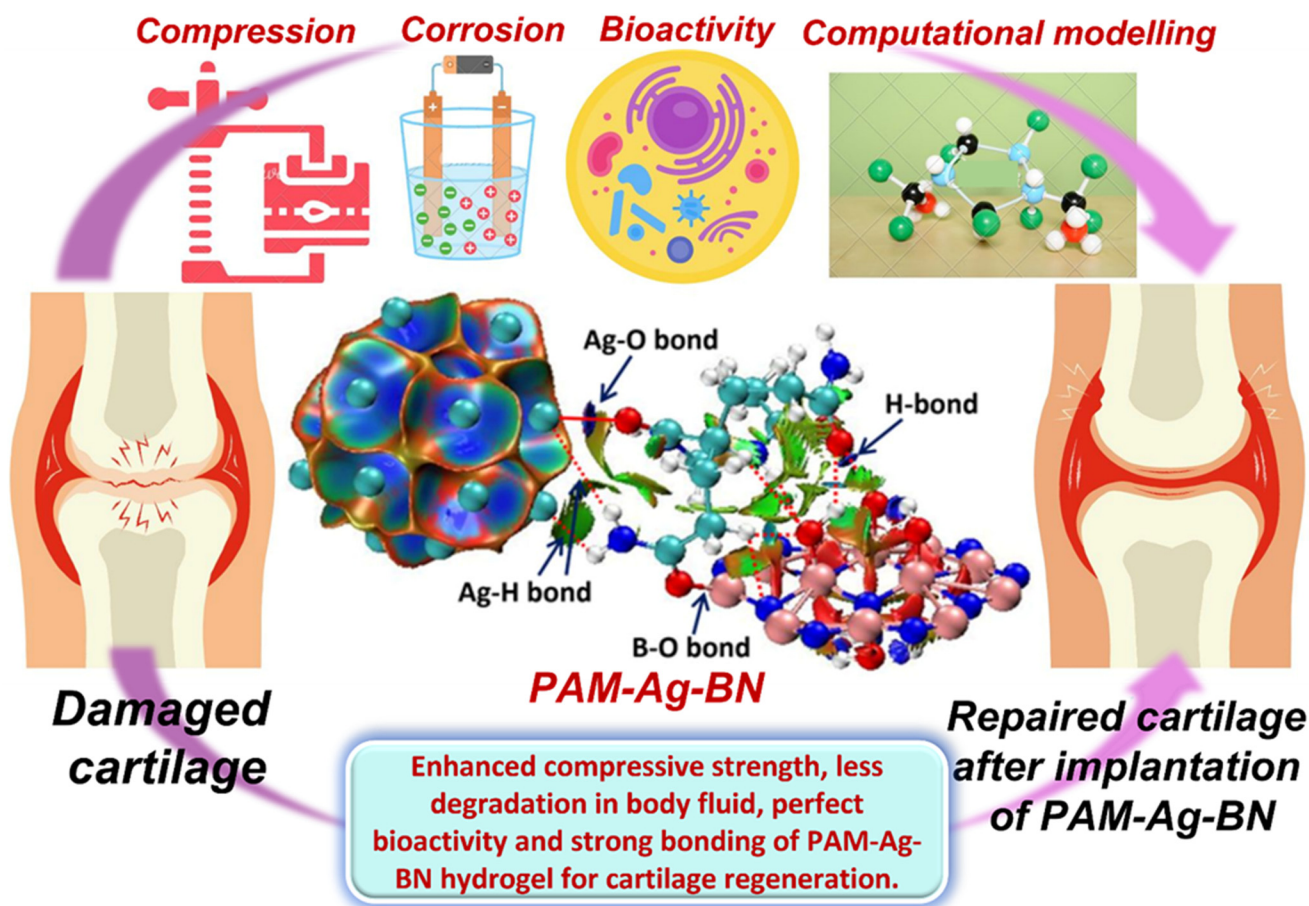 Compression
Corrosion
Bioactivity
Computational modelling
+
−
Ag-O bond
H-bond
Ag-H bond
B-O bond
PAM-Ag-BN
Damaged
cartilage
Repaired cartilage
after implantation
of PAM-Ag-BN
Enhanced compressive strength, less
degradation in body fluid, perfect
bioactivity and strong bonding of PAM-Ag-
BN hydrogel for cartilage regeneration.